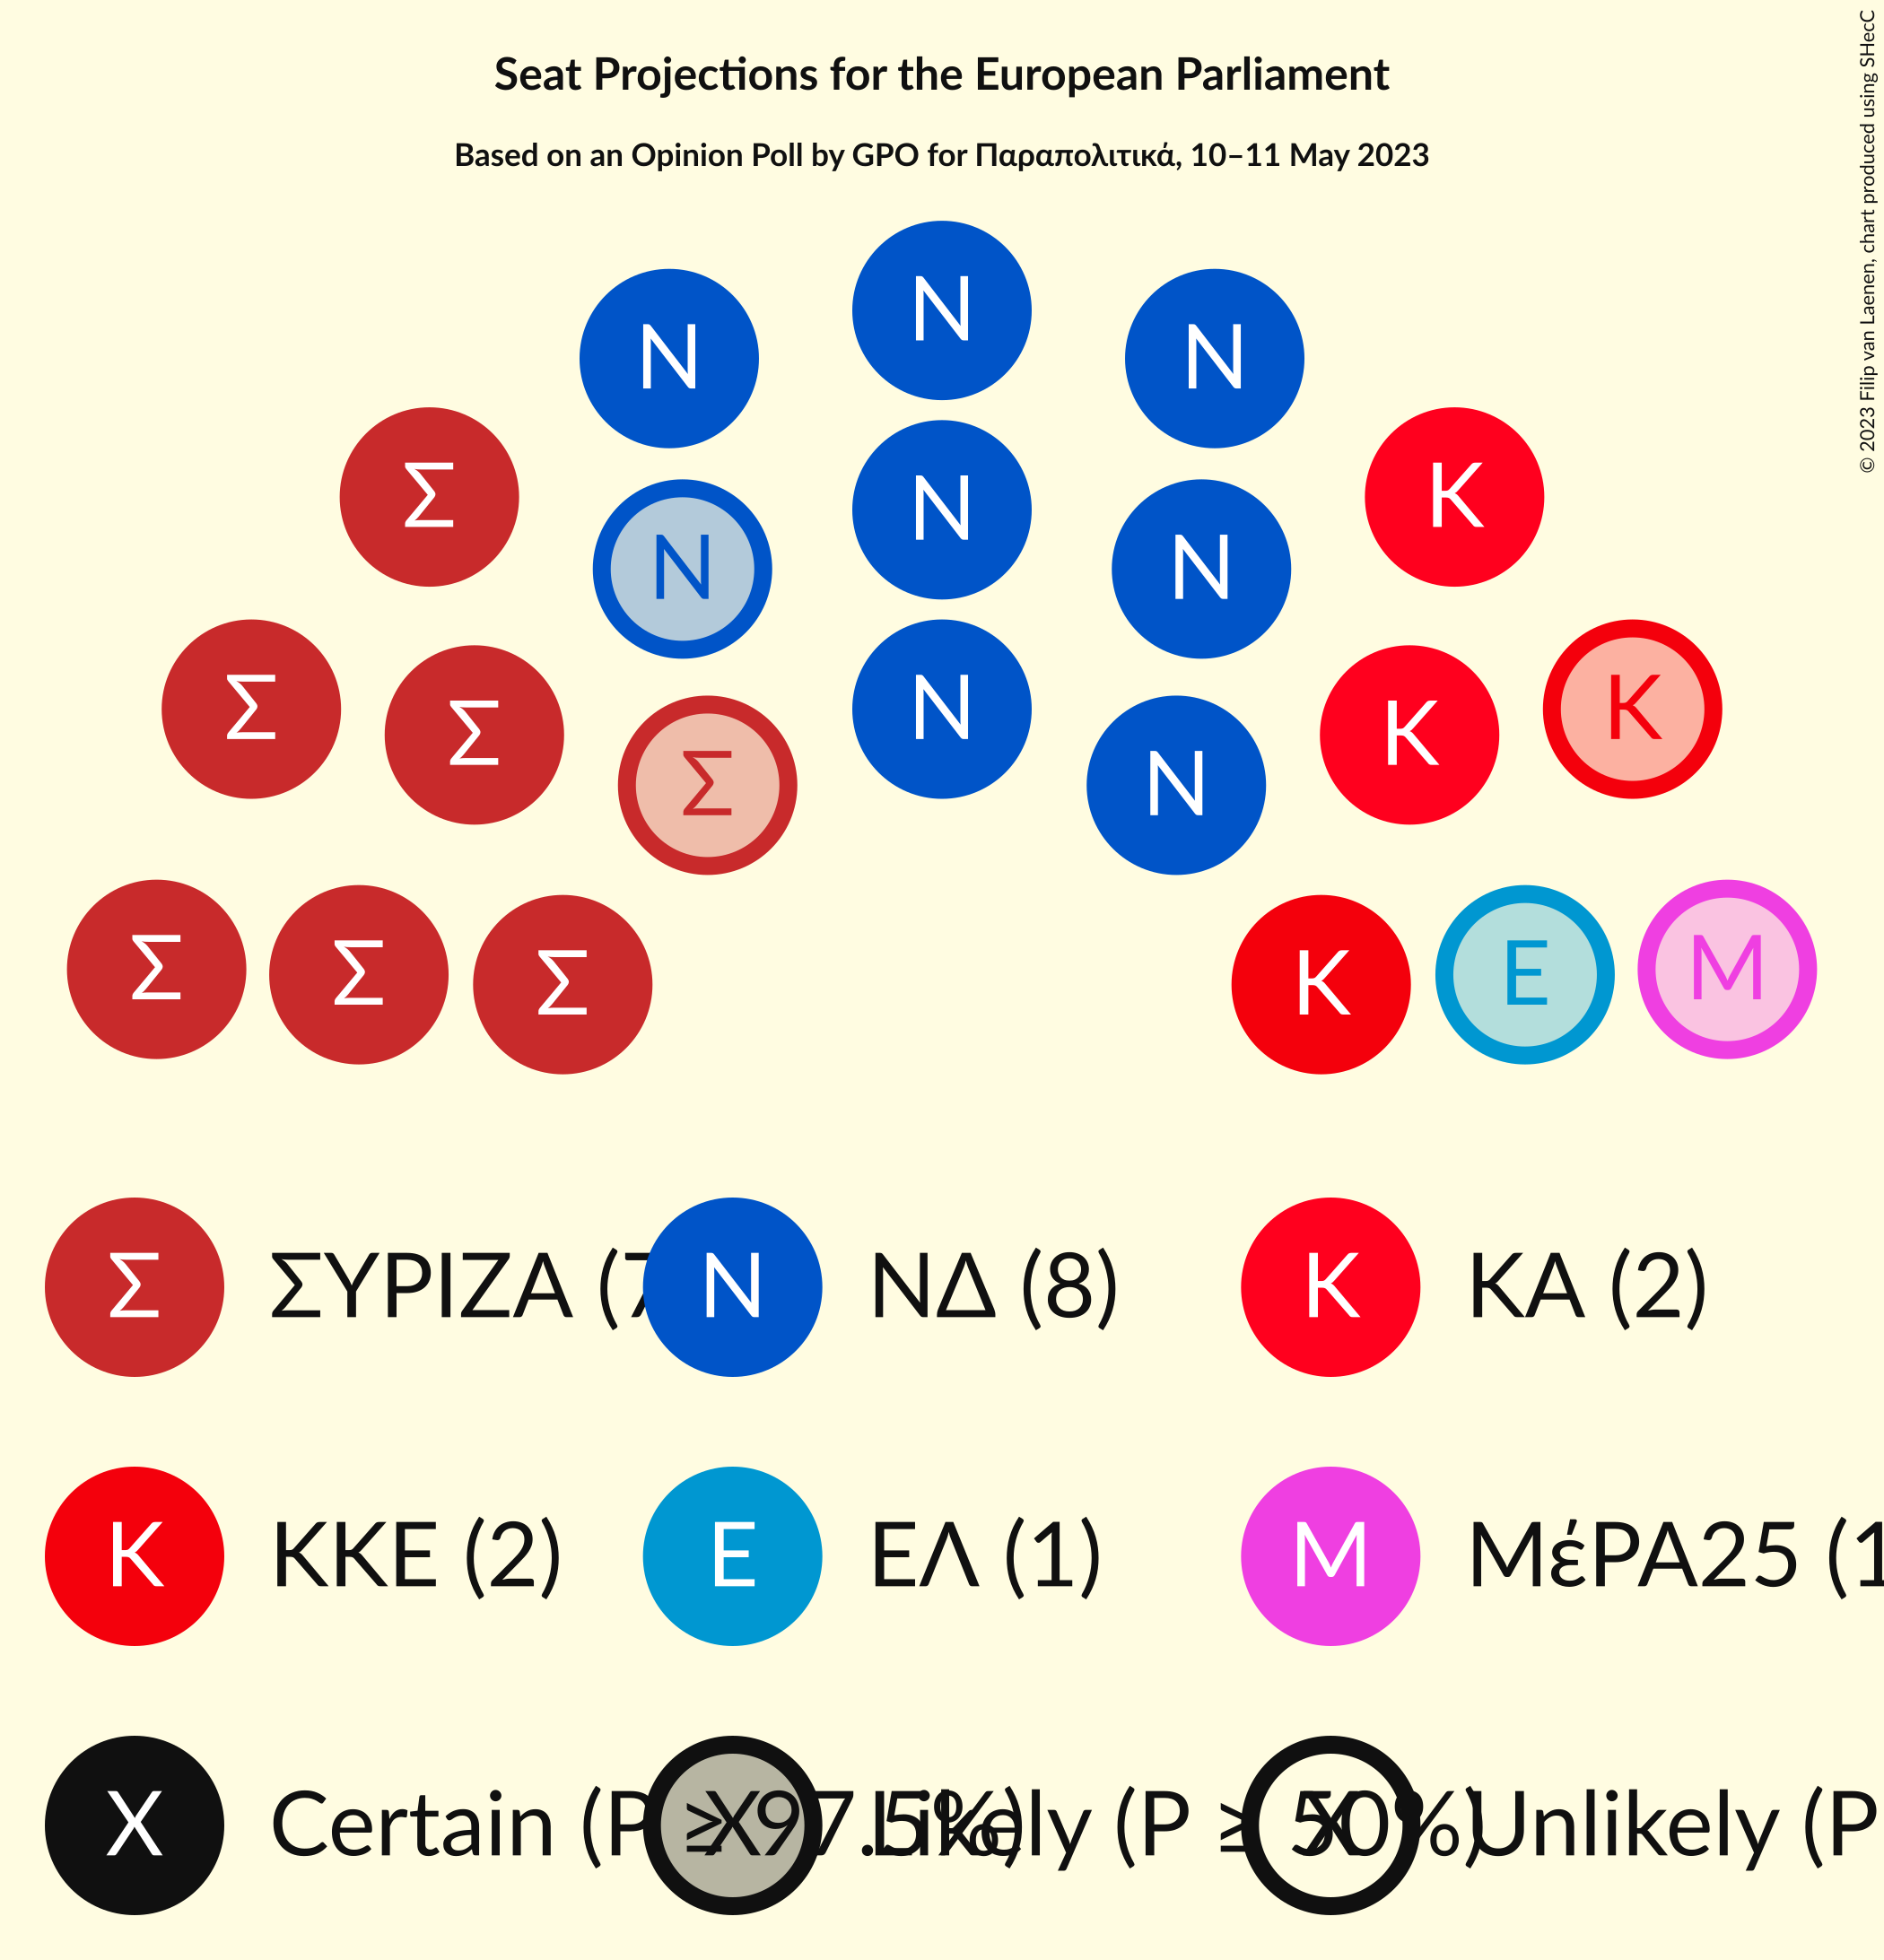 Seat Projections for the European Parliament
Based on an Opinion Poll by GPO for Παραπολιτικά, 10–11 May 2023
© 2023 Filip van Laenen, chart produced using SHecC
N
N N
Σ K
N
N N
Σ K
Σ K
N
Σ N
Σ M
Σ E
Σ K
Σ ΣΥΡΙΖΑ (7 N ΝΔ (8) K ΚΑ (2)
K ΚΚΕ (2) E ΕΛ (1) M ΜέΡΑ25 (1
X Certain (P ≥ 97.5%) X Likely (P ≥ 50%) X Unlikely (P